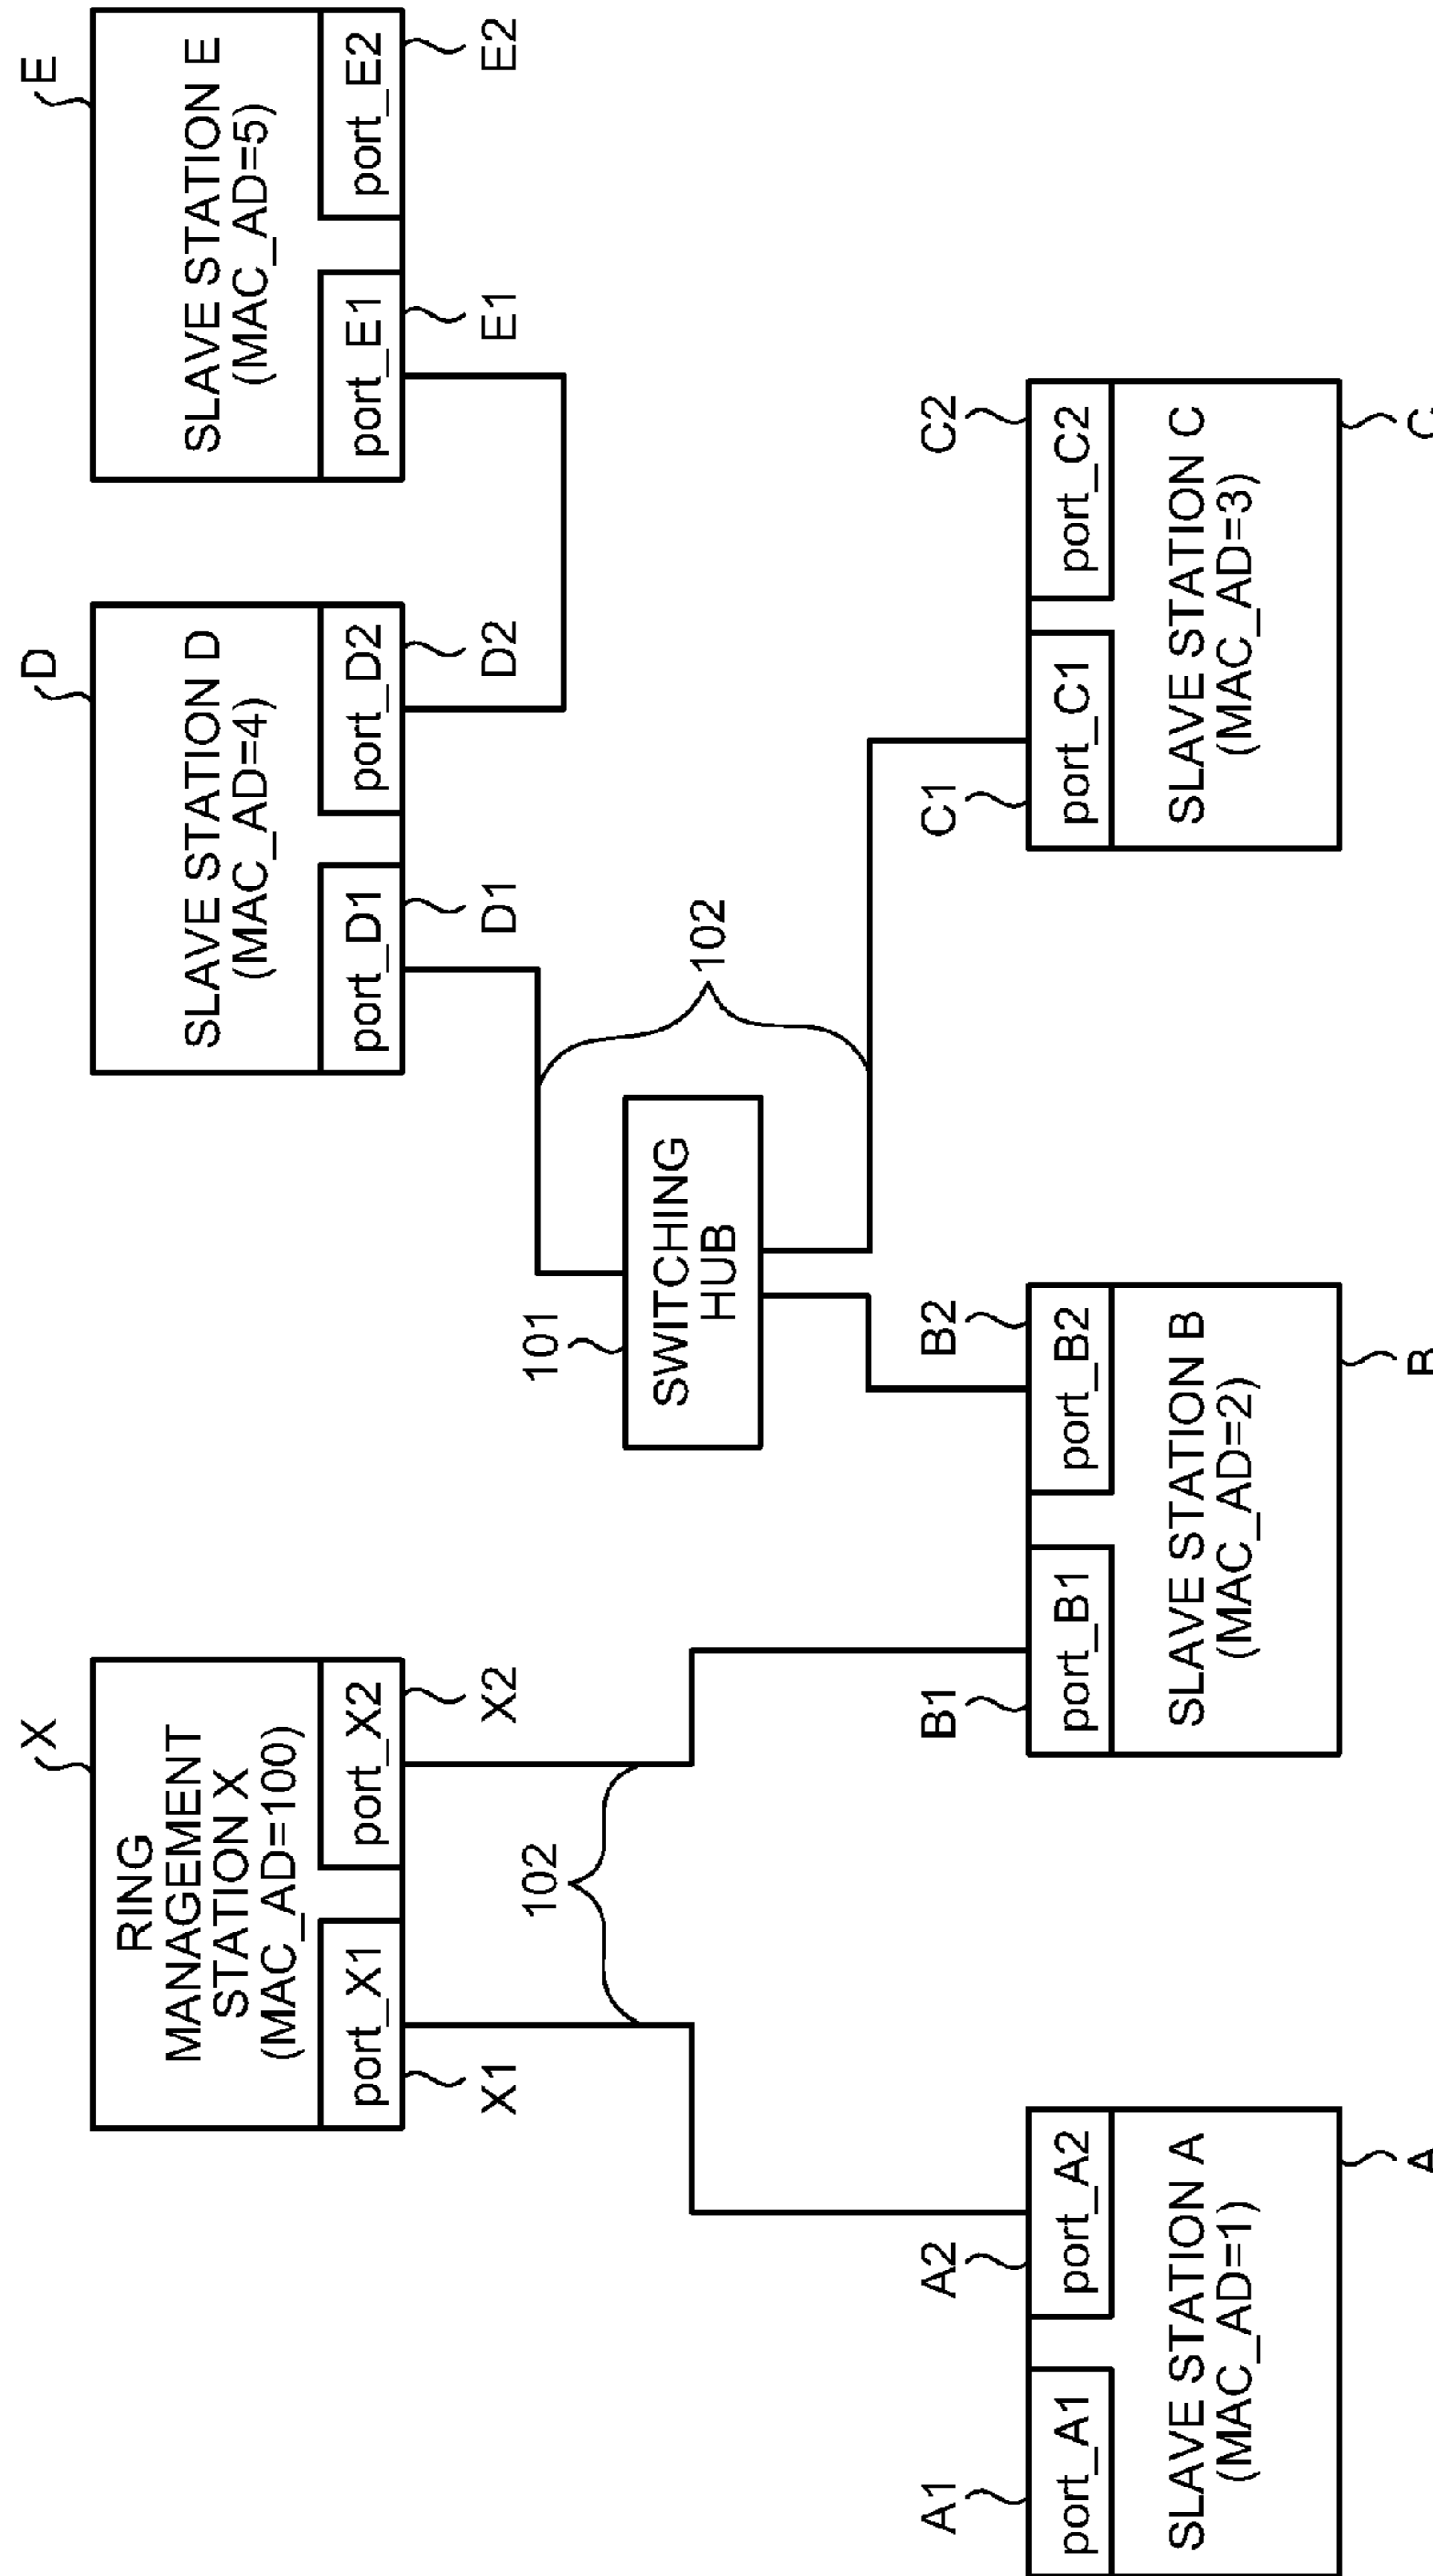 X
D
E
RING
MANAGEMENT
STATION X
(MAC_AD=100)
port_X1
port_X2
X1
X2
SLAVE STATION D
(MAC_AD=4)
port_D1
port_D2
D1
D2
SLAVE STATION E
(MAC_AD=5)
port_E1
port_E2
E1
E2
102
101
SWITCHING
HUB
102
A1
A2
port_A1
port_A2
SLAVE STATION A
(MAC_AD=1)
A
B1
B2
port_B1
port_B2
SLAVE STATION B
(MAC_AD=2)
B
C1
C2
port_C1
port_C2
SLAVE STATION C
(MAC_AD=3)
C